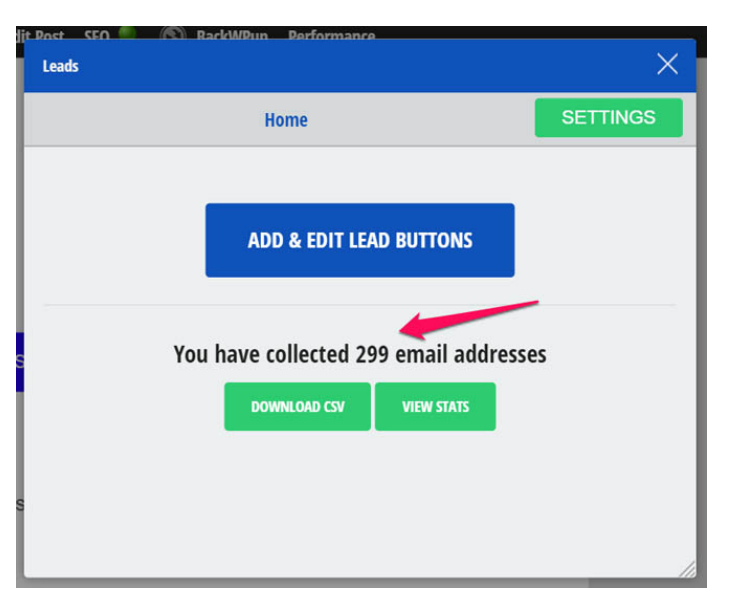 dit Post SEO BackWPup Performance
Leads
Home
SETTINGS
ADD & EDIT LEAD BUTTONS
You have collected 299 email addresses
DOWNLOAD CSV
VIEW STATS